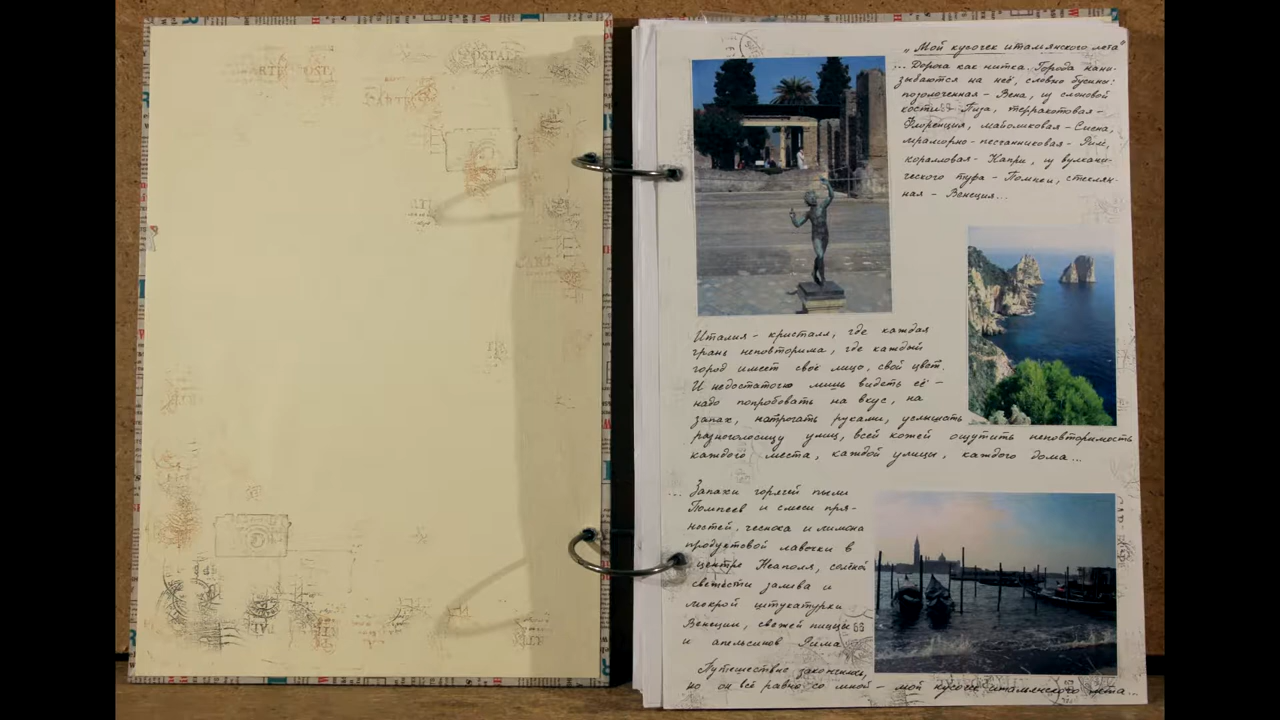 „Мой кусочек итальянского лета"
... Дорога как нитка. Города нани-
зываются на неё, словно бусины:
позолоченная - Вена, из слоновой
кости - Пиза, терракотовая -
Флоренция, майоликовая - Сиена,
мраморно-песчанниковая - Рим,
коралловая - Капри, из вулкани-
ческого туфа - Помпеи, стеклян-
ная - Венеция...
Италия - кристалл, где каждая
грань неповторима, где каждый
город имеет своё лицо, свой цвет.
И недостаточно лишь видеть её -
надо попробовать на вкус, на
запах, потрогать руками, услышать
разноголосицу улиц, всей кожей ощутить неповторимость
каждого места, каждой улицы, каждого дома...
... Запахи горячей пыли
Помпеев и смеси пря-
ностей, чеснока и лимона
продуктовой лавочки в
центре Неаполя, солёной
свежести залива и
мокрой штукатурки
Венеции, свежей пиццы
и апельсинов Рима
Путешествие закончилось,
но он всё равно со мной - мой кусочек итальянского лета...